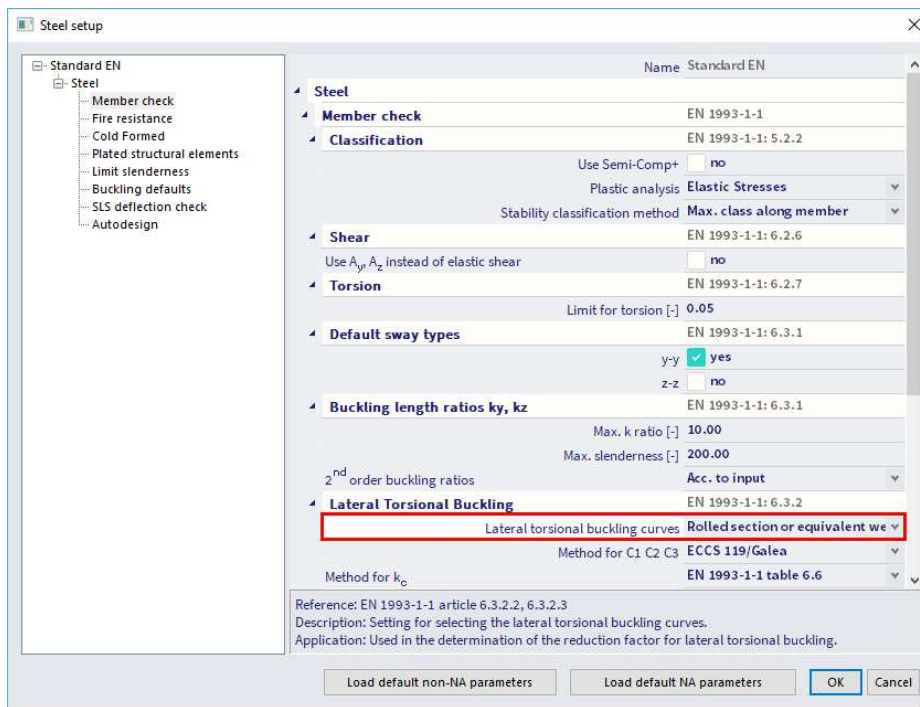 Steel setup
Standard EN
Steel
Member check
Fire resistance
Cold Formed
Plated structural elements
Limit slenderness
Buckling defaults
SLS deflection check
Autodesign
Name Standard EN
Steel
Member check EN 1993-1-1
Classification EN 1993-1-1: 5.2.2
Use Semi-Comp+ no
Plastic analysis Elastic Stresses
Stability classification method Max. class along member
Shear EN 1993-1-1: 6.2.6
Use Ay, Az instead of elastic shear no
Torsion EN 1993-1-1: 6.2.7
Limit for torsion [-] 0.05
Default sway types EN 1993-1-1: 6.3.1
y-y yes
z-z no
Buckling length ratios ky, kz EN 1993-1-1: 6.3.1
Max. k ratio [-] 10.00
Max. slenderness [-] 200.00
2nd order buckling ratios Acc. to input
Lateral Torsional Buckling EN 1993-1-1: 6.3.2
Lateral torsional buckling curves Rolled section or equivalent we
Method for C1 C2 C3 ECCS 119/Galea
Method for kc EN 1993-1-1 table 6.6
Reference: EN 1993-1-1 article 6.3.2.2, 6.3.2.3
Description: Setting for selecting the lateral torsional buckling curves.
Application: Used in the determination of the reduction factor for lateral torsional buckling.
Load default non-NA parameters Load default NA parameters OK Cancel